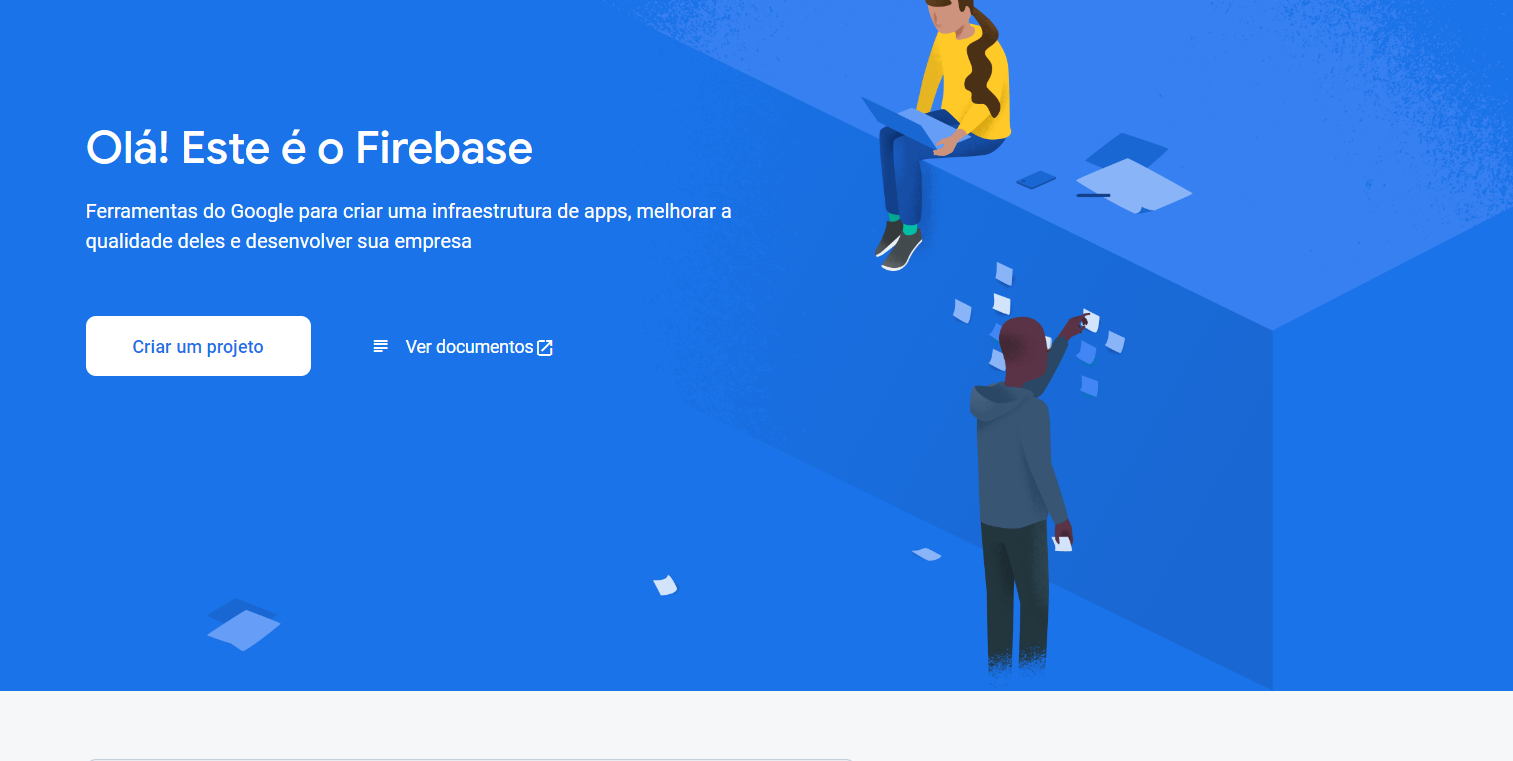 Olá! Este é o Firebase
Ferramentas do Google para criar uma infraestrutura de apps, melhorar a
qualidade deles e desenvolver sua empresa
Criar um projeto
Ver documentos